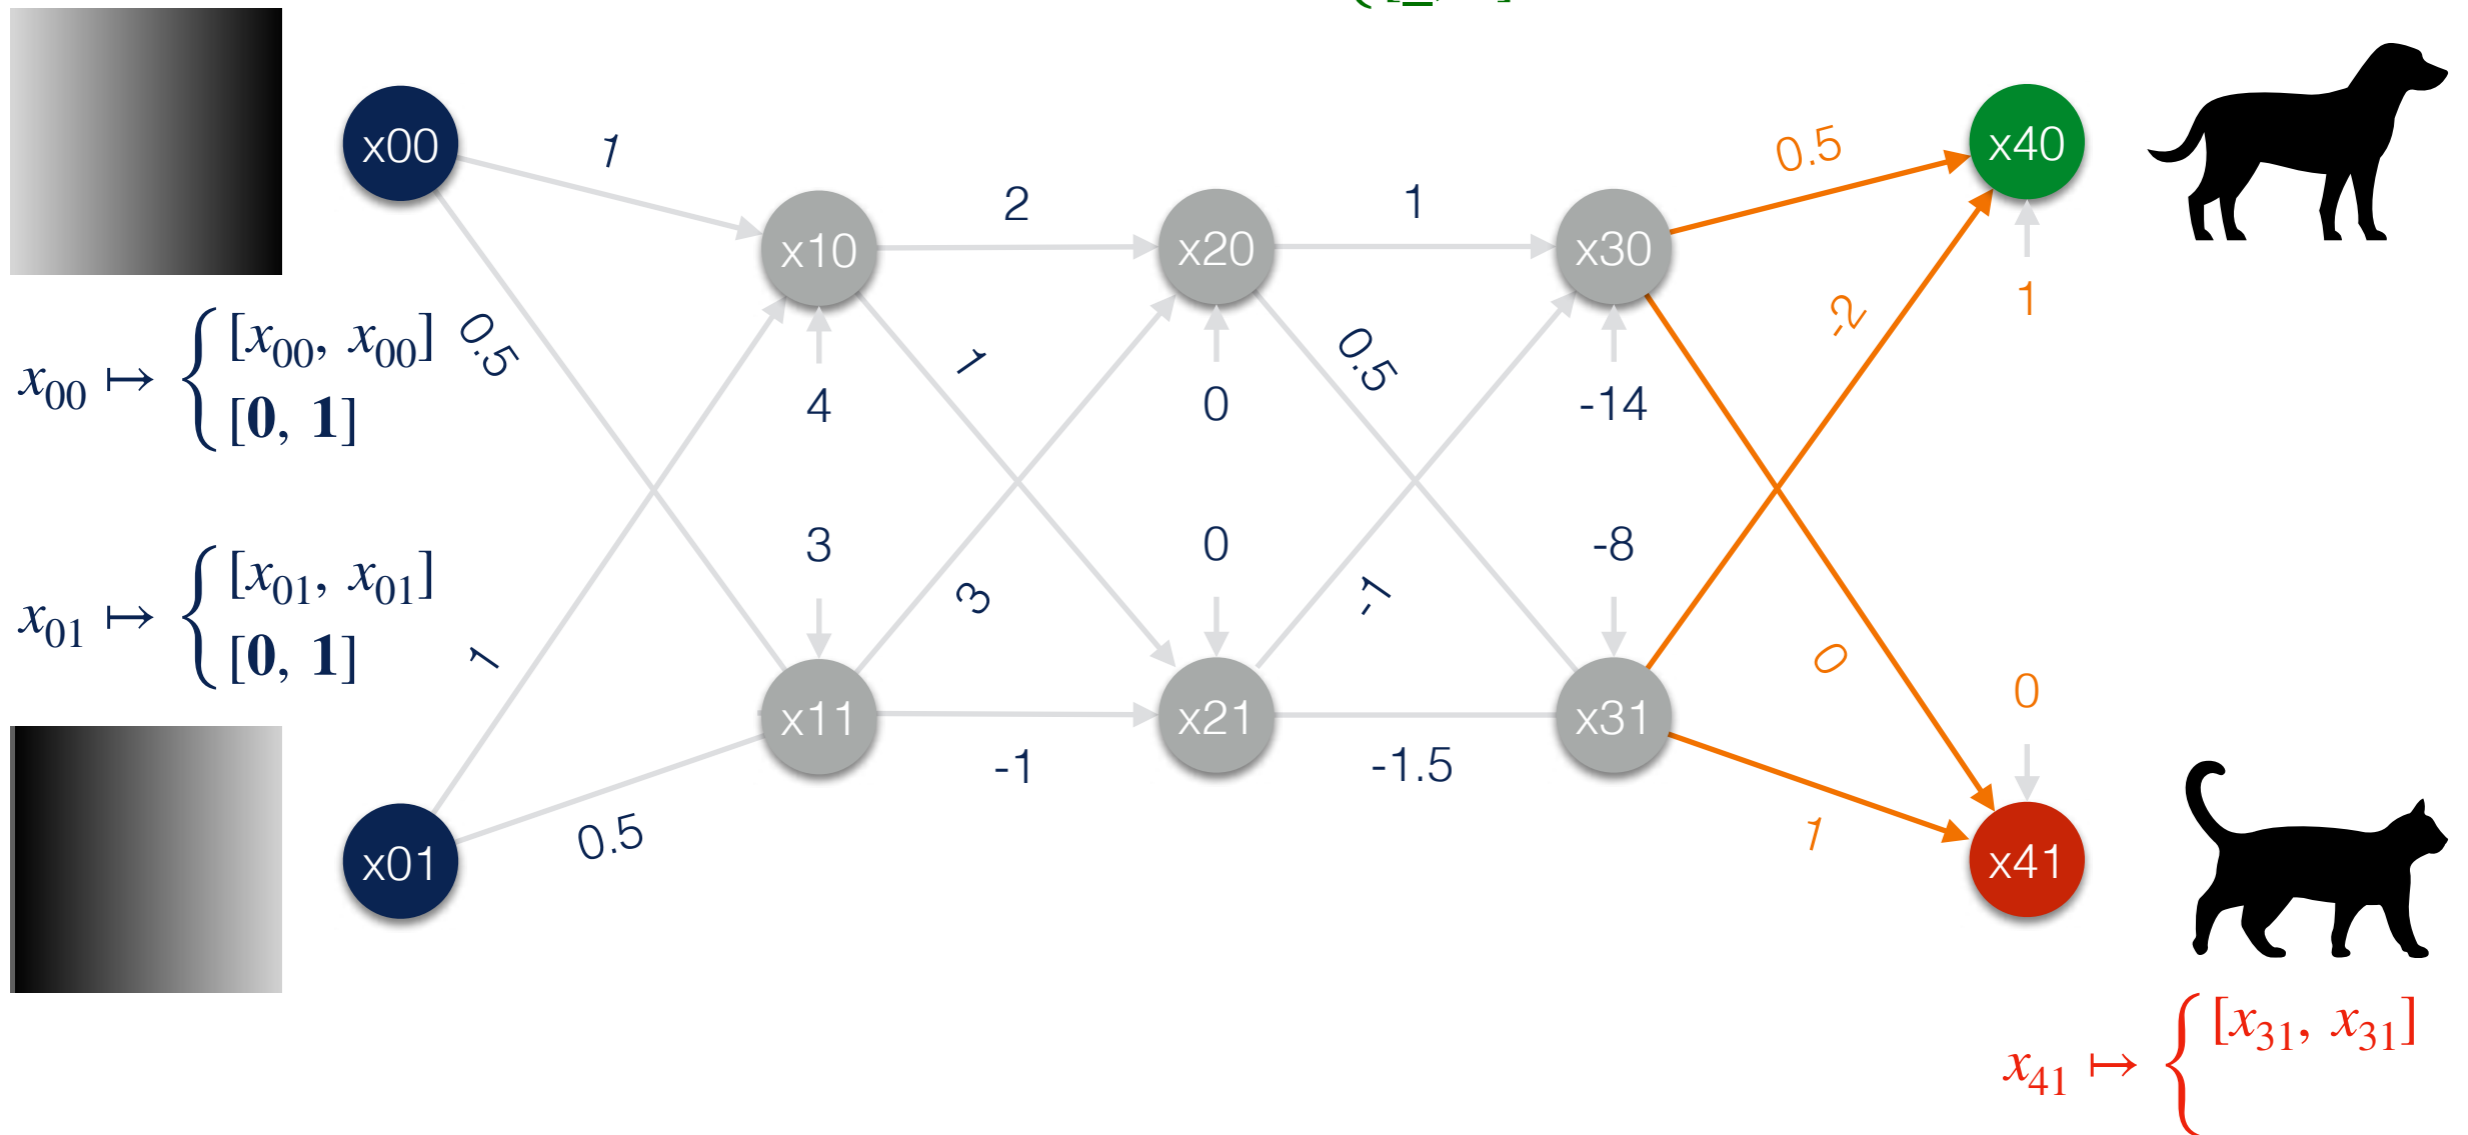 x00
1
0.5
x40
2
1
x10
x20
x30
1
-2
x00 ↦ { [x00, x00]
[0, 1]
0.5
1
0.5
4
0
-14
3
0
-8
x01 ↦ { [x01, x01]
[0, 1]
1
3
-1
0
0
x11
x21
x31
-1
-1.5
0.5
1
x01
x41
x41 ↦ { [x31, x31]